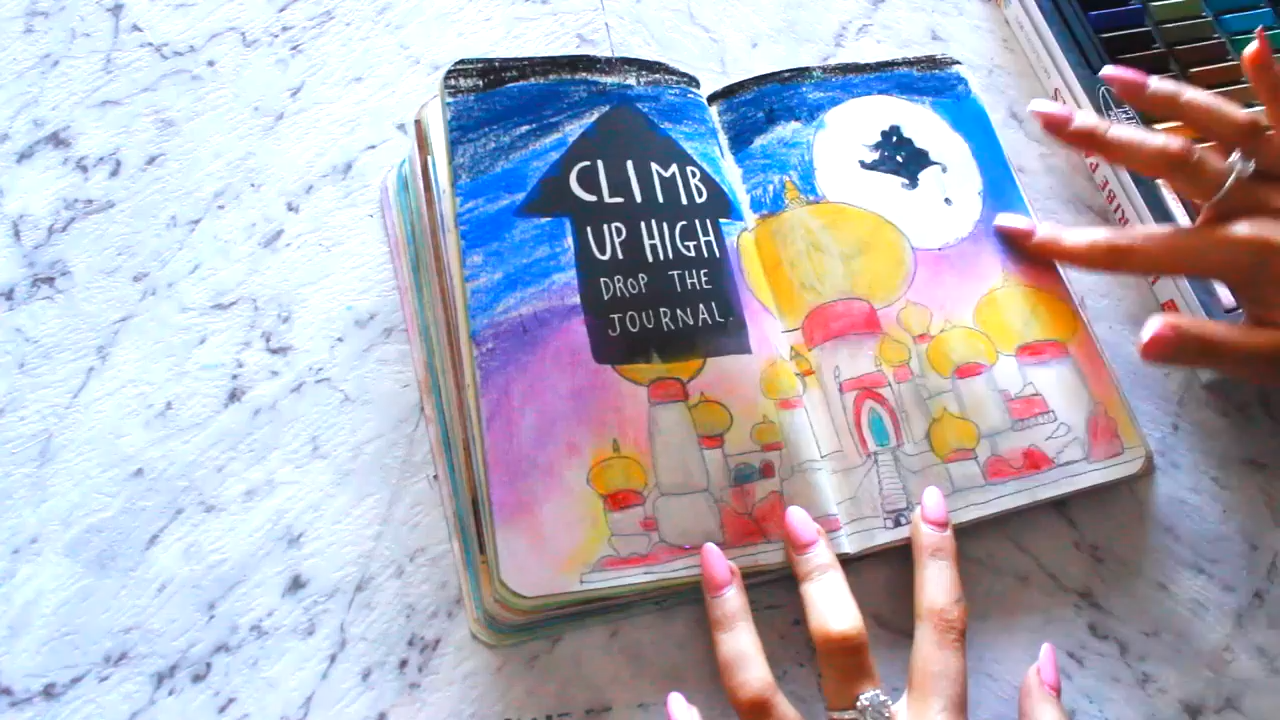 CLIMB
UP HIGH
DROP THE
JOURNAL.